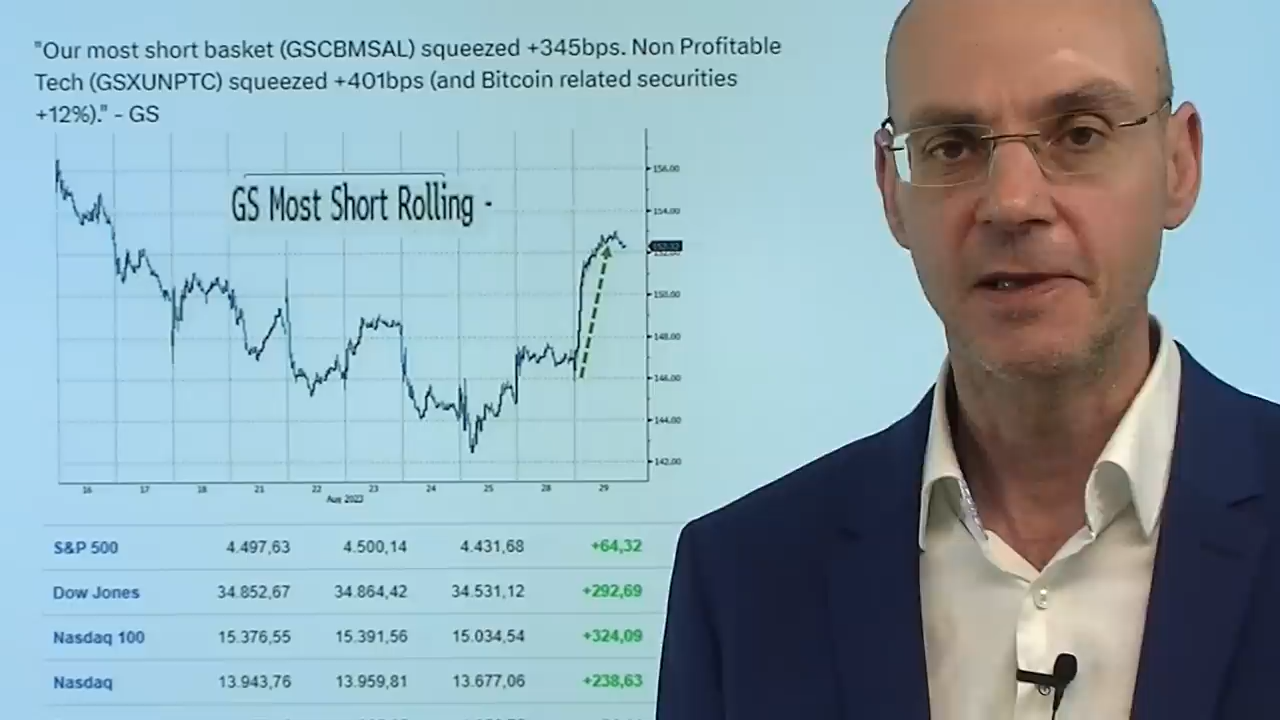 "Our most short basket (GSCBMSAL) squeezed +345bps. Non Profitable
Tech (GSXUNPTC) squeezed +401bps (and Bitcoin related securities
+12%)." - GS
GS Most Short Rolling -
156.00
154.00
152.00
150.00
148.00
146.00
144.00
142.00
16 17 18 21 22 23 24 25 28 29
Aug 2023
S&P 500 4.497,63 4.500,14 4.431,68 +64,32
Dow Jones 34.852,67 34.864,42 34.531,12 +292,69
Nasdaq 100 15.376,55 15.391,56 15.034,54 +324,09
Nasdaq 13.943,76 13.959,81 13.677,06 +238,63